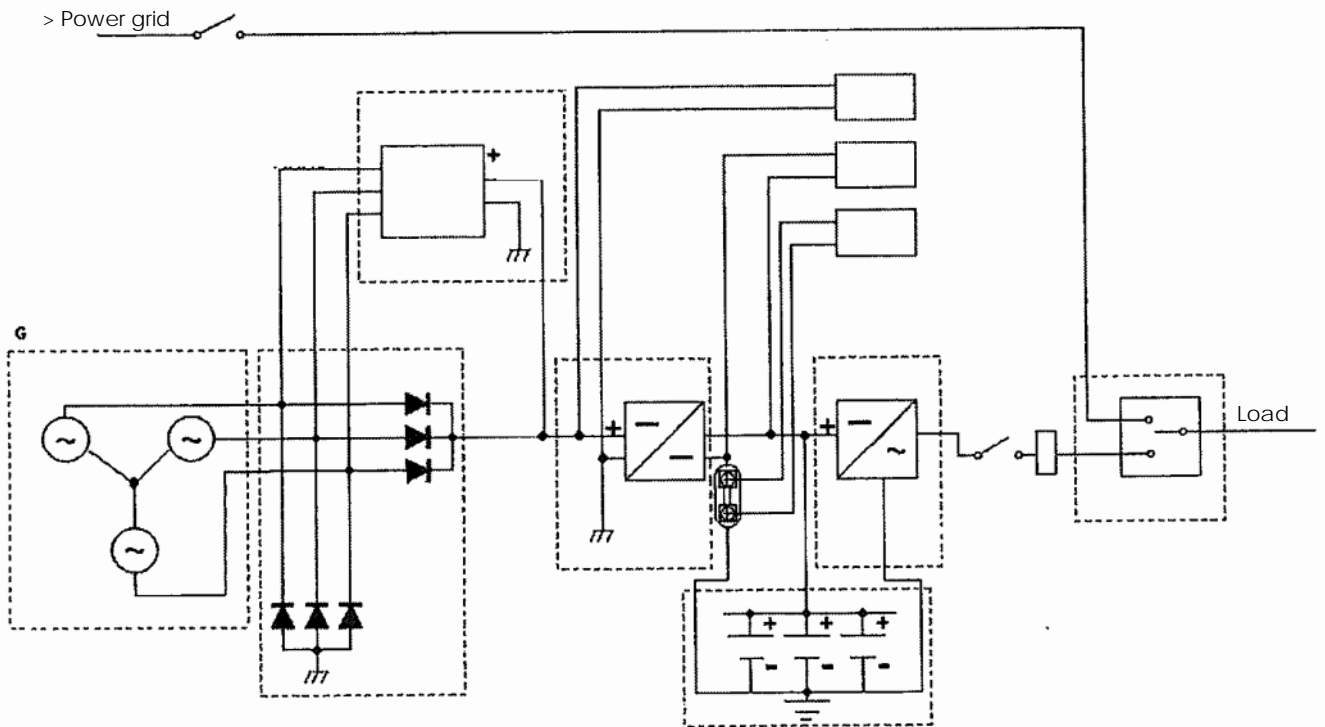 > Power grid
+
G
+
+
Load
+ + +
- - -